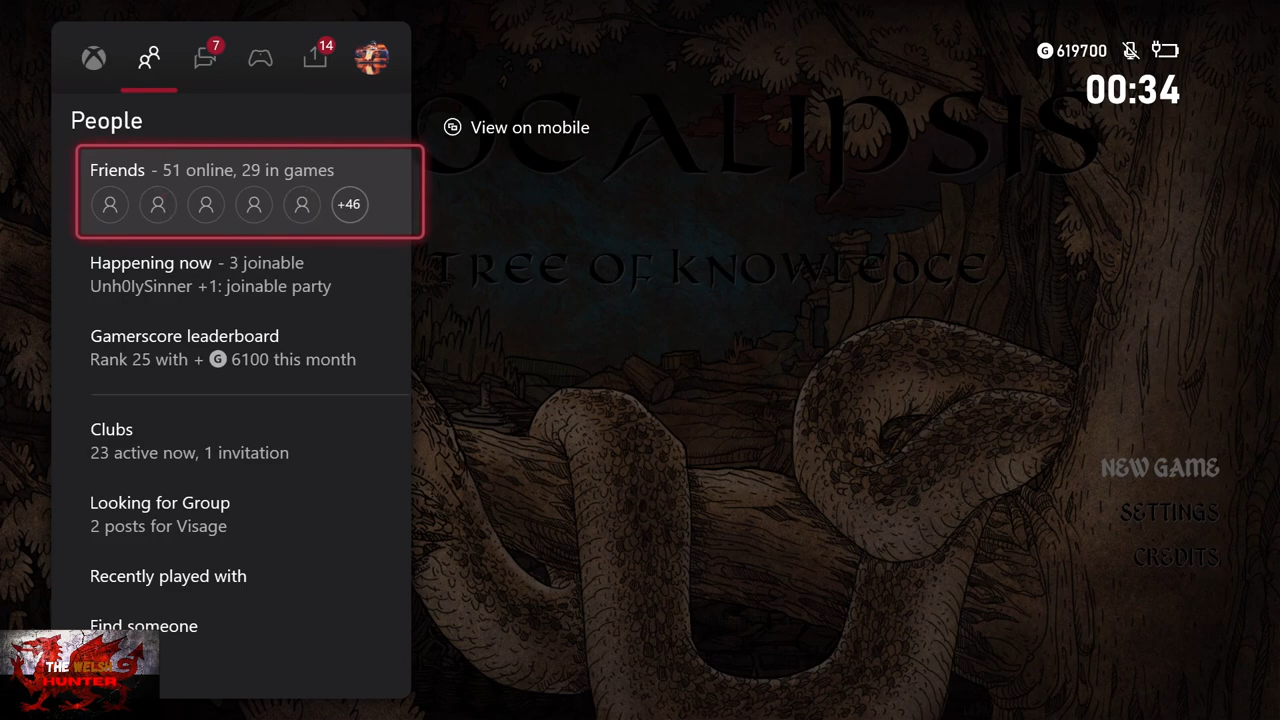 7
14
G 619700
00:34
People
View on mobile
OCALIPSIS
Friends - 51 online, 29 in games
+46
TREE OF KNOWLEDGE
Happening now - 3 joinable
Unh0lySinner +1: joinable party
Gamerscore leaderboard
Rank 25 with + G 6100 this month
Clubs
23 active now, 1 invitation
NEW GAME
Looking for Group
2 posts for Visage
SETTINGS
CREDITS
Recently played with
Find someone
THE WELSH
HUNTER